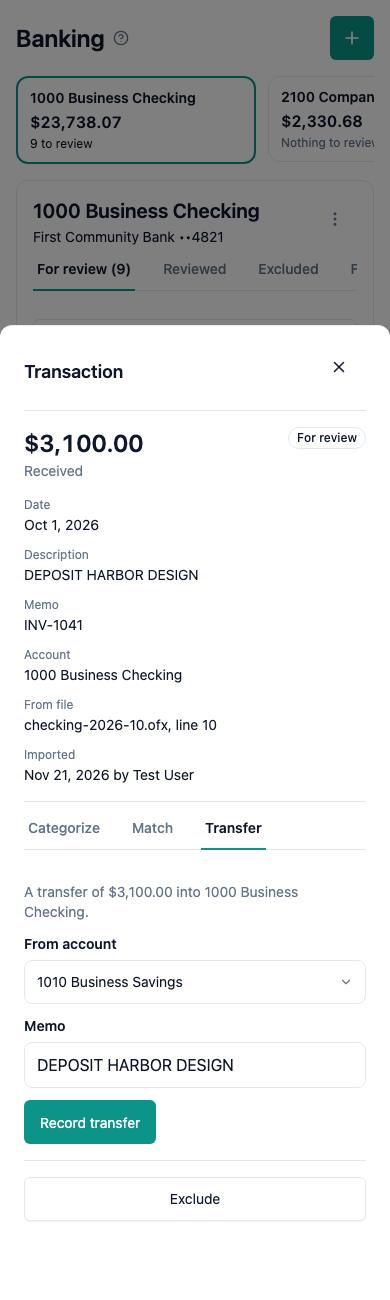 Banking
1000 Business Checking
$23,738.07
9 to review
2100 Compan
$2,330.68
Nothing to review
1000 Business Checking
First Community Bank ••4821
For review (9)
Reviewed
Excluded
F
Transaction
$3,100.00
For review
Received
Date
Oct 1, 2026
Description
DEPOSIT HARBOR DESIGN
Memo
INV-1041
Account
1000 Business Checking
From file
checking-2026-10.ofx, line 10
Imported
Nov 21, 2026 by Test User
Categorize
Match
Transfer
A transfer of $3,100.00 into 1000 Business
Checking.
From account
1010 Business Savings
Memo
DEPOSIT HARBOR DESIGN
Record transfer
Exclude